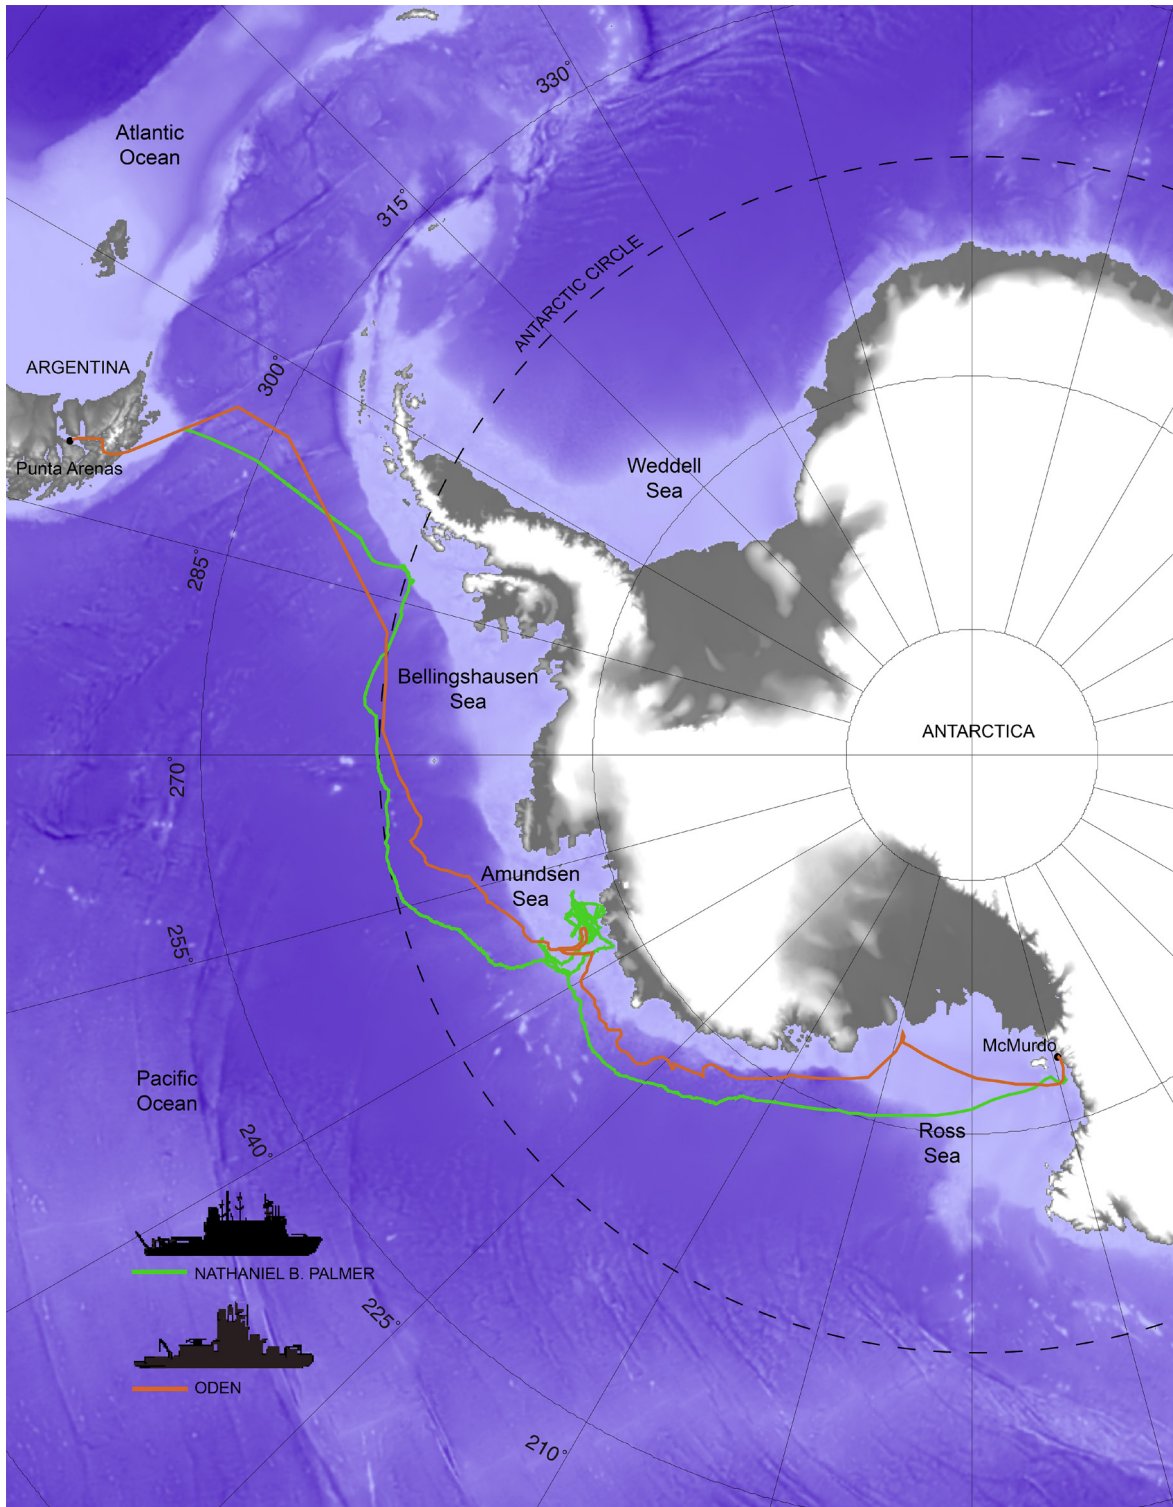 330°
Atlantic
Ocean
315°
ANTARCTIC CIRCLE
ARGENTINA
300°
Punta Arenas
Weddell
Sea
285°
Bellingshausen
Sea
ANTARCTICA
270°
Amundsen
Sea
255°
McMurdo
Pacific
Ocean
Ross
Sea
240°
NATHANIEL B. PALMER
225°
ODEN
210°